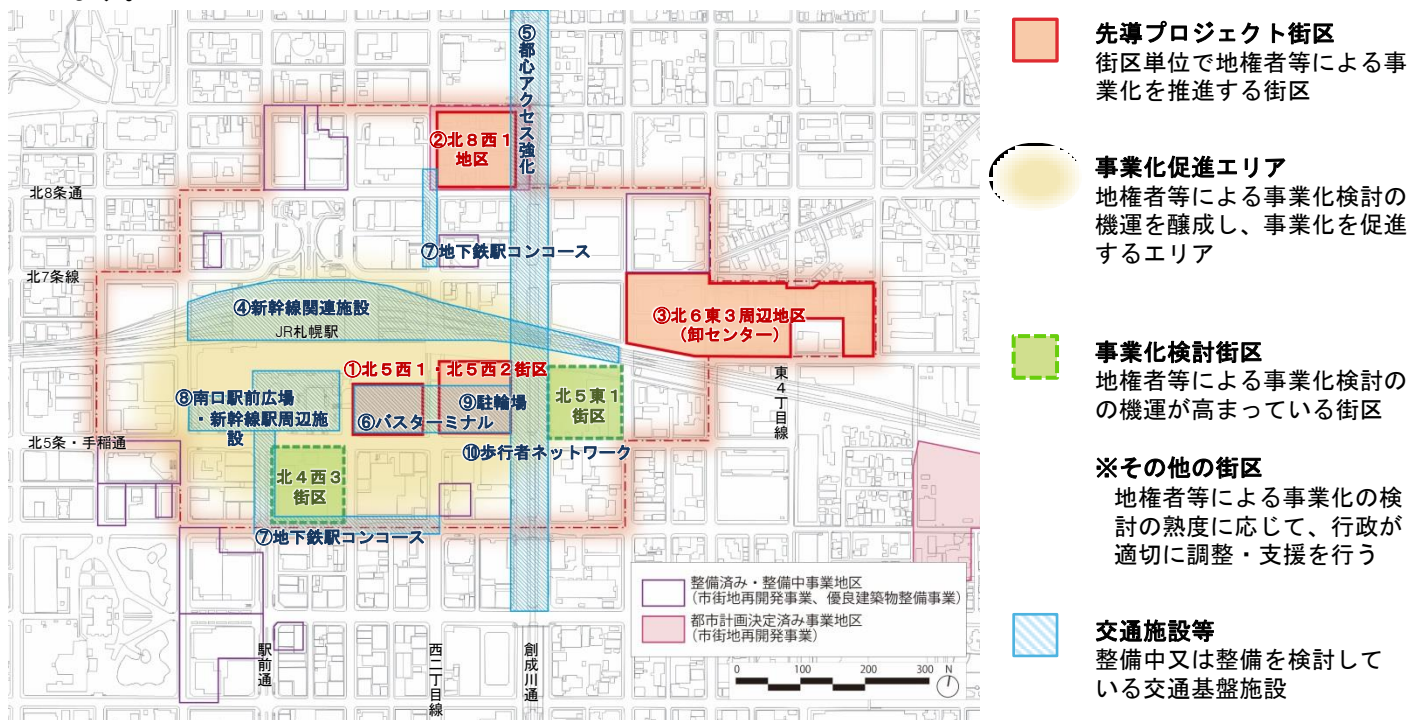 ⑤都心アクセス強化
②北８西１
地区
北8条通
⑦地下鉄駅コンコース
北7条線
④新幹線関連施設
JR札幌駅
③北６東３周辺地区
(卸センター)
①北５西１・北５西２街区
東４丁目線
⑧南口駅前広場
・新幹線駅周辺施
設
⑨駐輪場
⑥バスターミナル
北５東１
街区
北5条・手稲通
⑩歩行者ネットワーク
北４西３
街区
⑦地下鉄駅コンコース
駅前通
西二丁目線
創成川通
整備済み・整備中事業地区
(市街地再開発事業、優良建築物整備事業)
都市計画決定済み事業地区
(市街地再開発事業)
0 100 200 300 N
先導プロジェクト街区
街区単位で地権者等による事
業化を推進する街区
事業化促進エリア
地権者等による事業化検討の
機運を醸成し、事業化を促進
するエリア
事業化検討街区
地権者等による事業化検討の
の機運が高まっている街区
※その他の街区
地権者等による事業化の検
討の熟度に応じて、行政が
適切に調整・支援を行う
交通施設等
整備中又は整備を検討して
いる交通基盤施設